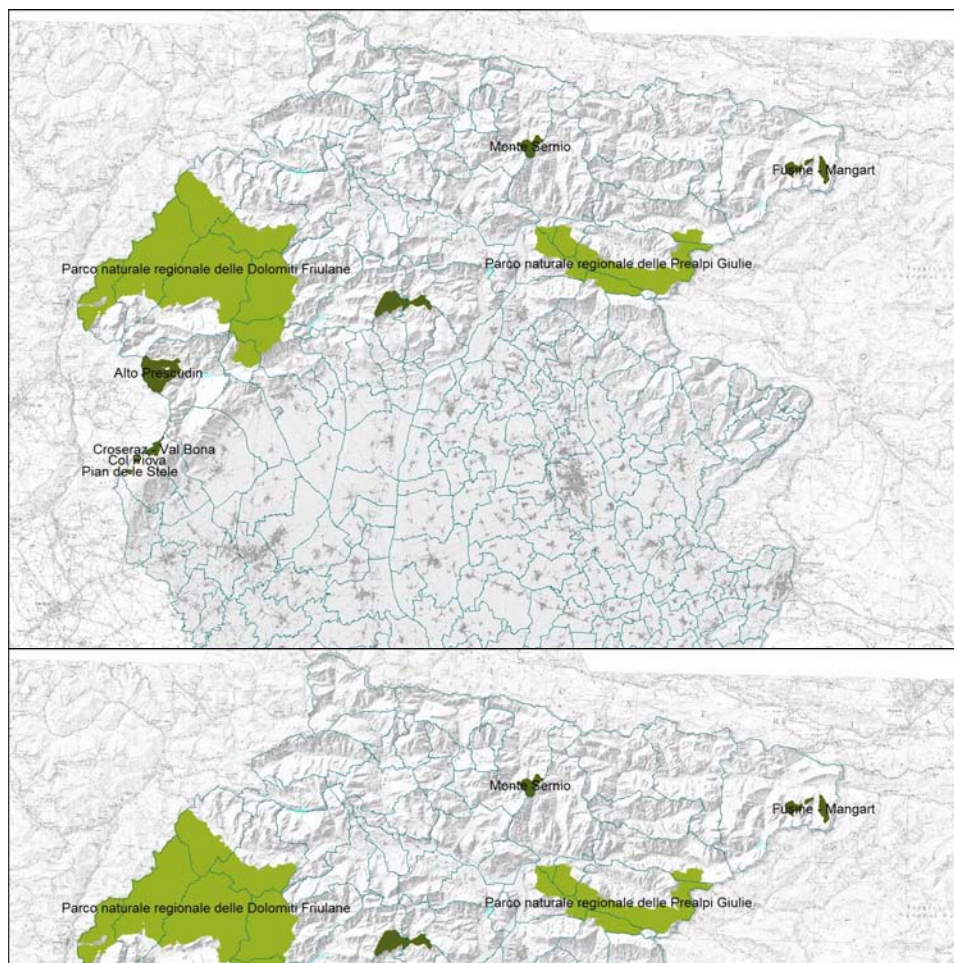 Monte Sernio
Fusine - Mangart
Parco naturale regionale delle Dolomiti Friulane
Parco naturale regionale delle Prealpi Giulie
Alto Prescudin
Croseraz - Val Bona
Col Piova
Pian de le Stele
Monte Sernio
Fusine - Mangart
Parco naturale regionale delle Dolomiti Friulane
Parco naturale regionale delle Prealpi Giulie